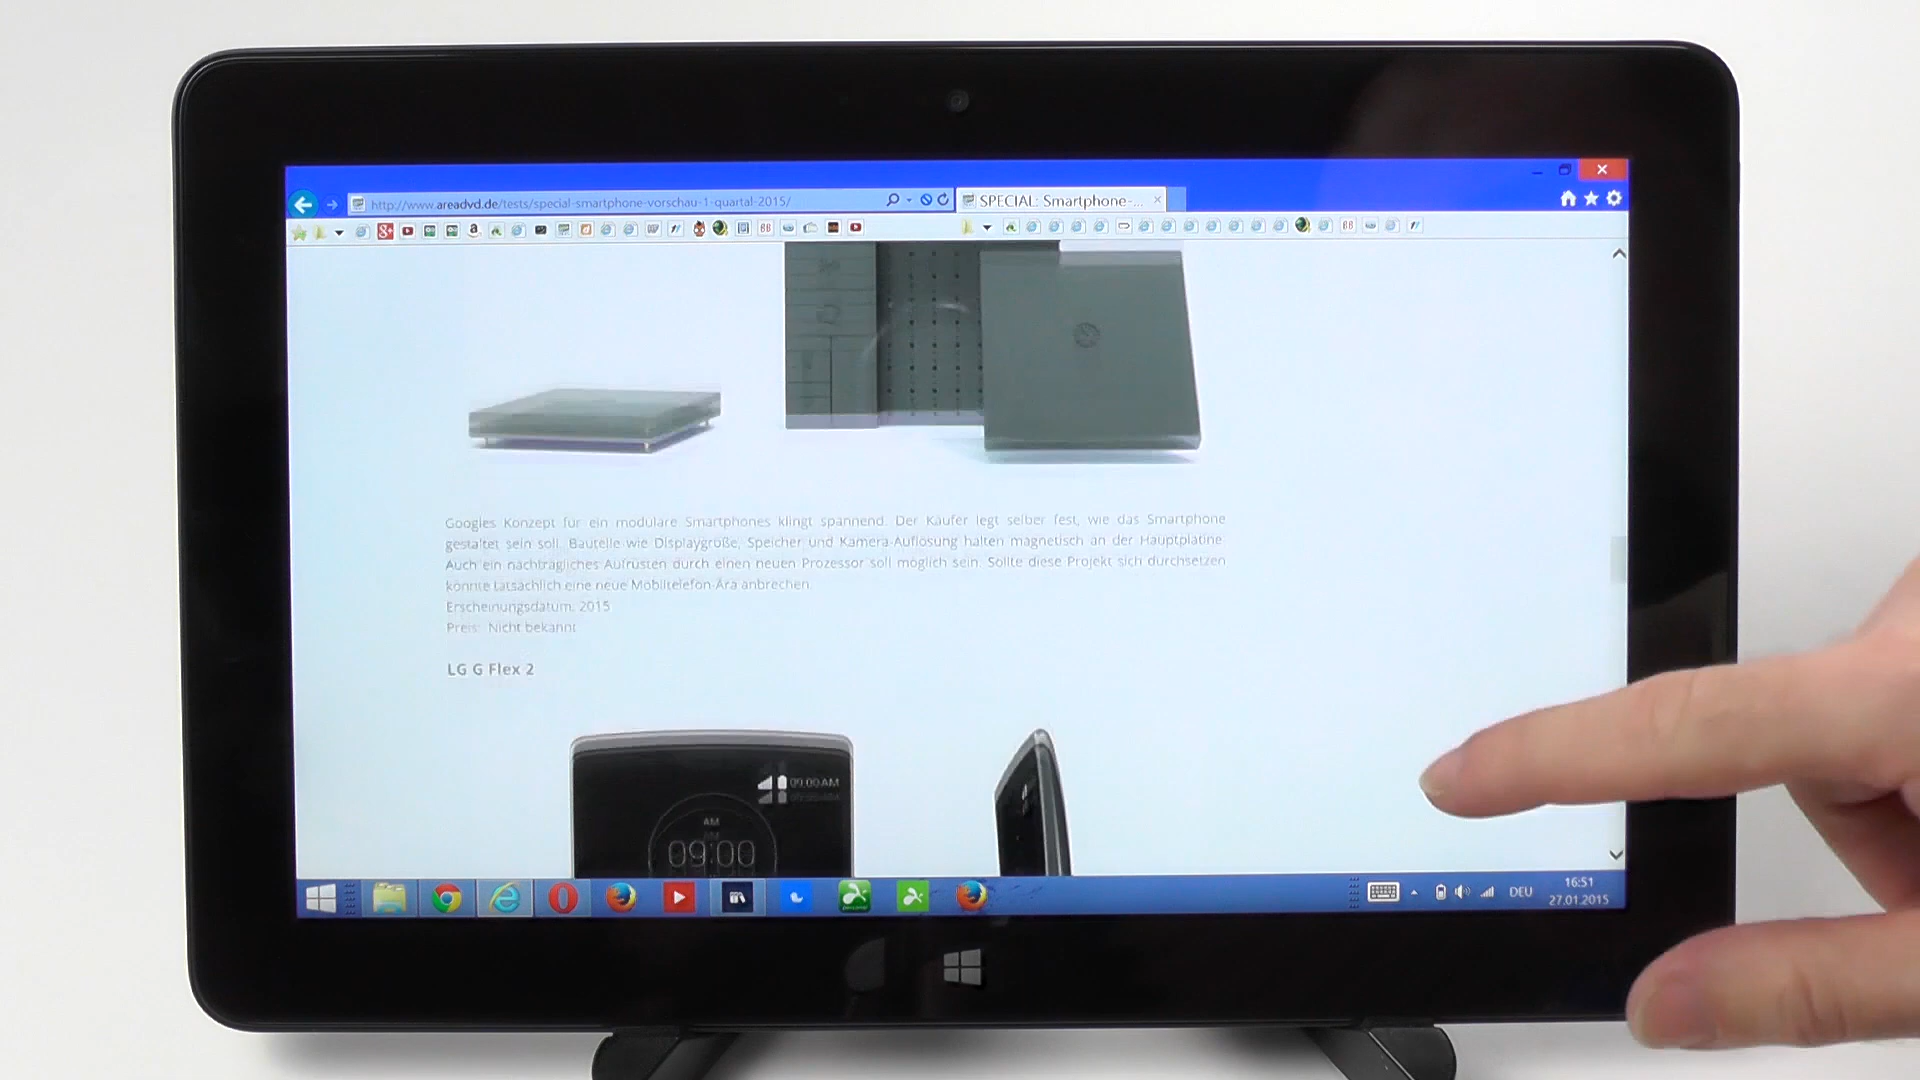 http://www.areadvd.de/tests/special-smartphone-vorschau-1-quartal-2015/
SPECIAL: Smartphone-...
Googles Konzept für ein modulare Smartphones klingt spannend. Der Käufer legt selber fest, wie das Smartphone
gestaltet sein soll. Bauteile wie Displaygröße, Speicher und Kamera-Auflösung halten magnetisch an der Hauptplatine.
Auch ein nachträgliches Aufrüsten durch einen neuen Prozessor soll möglich sein. Sollte diese Projekt sich durchsetzen
könnte tatsächlich eine neue Mobiltelefon-Ära anbrechen.
Erscheinungsdatum: 2015
Preis: Nicht bekannt
LG G Flex 2
09:00 AM
AM
09:00
DEU
16:51
27.01.2015